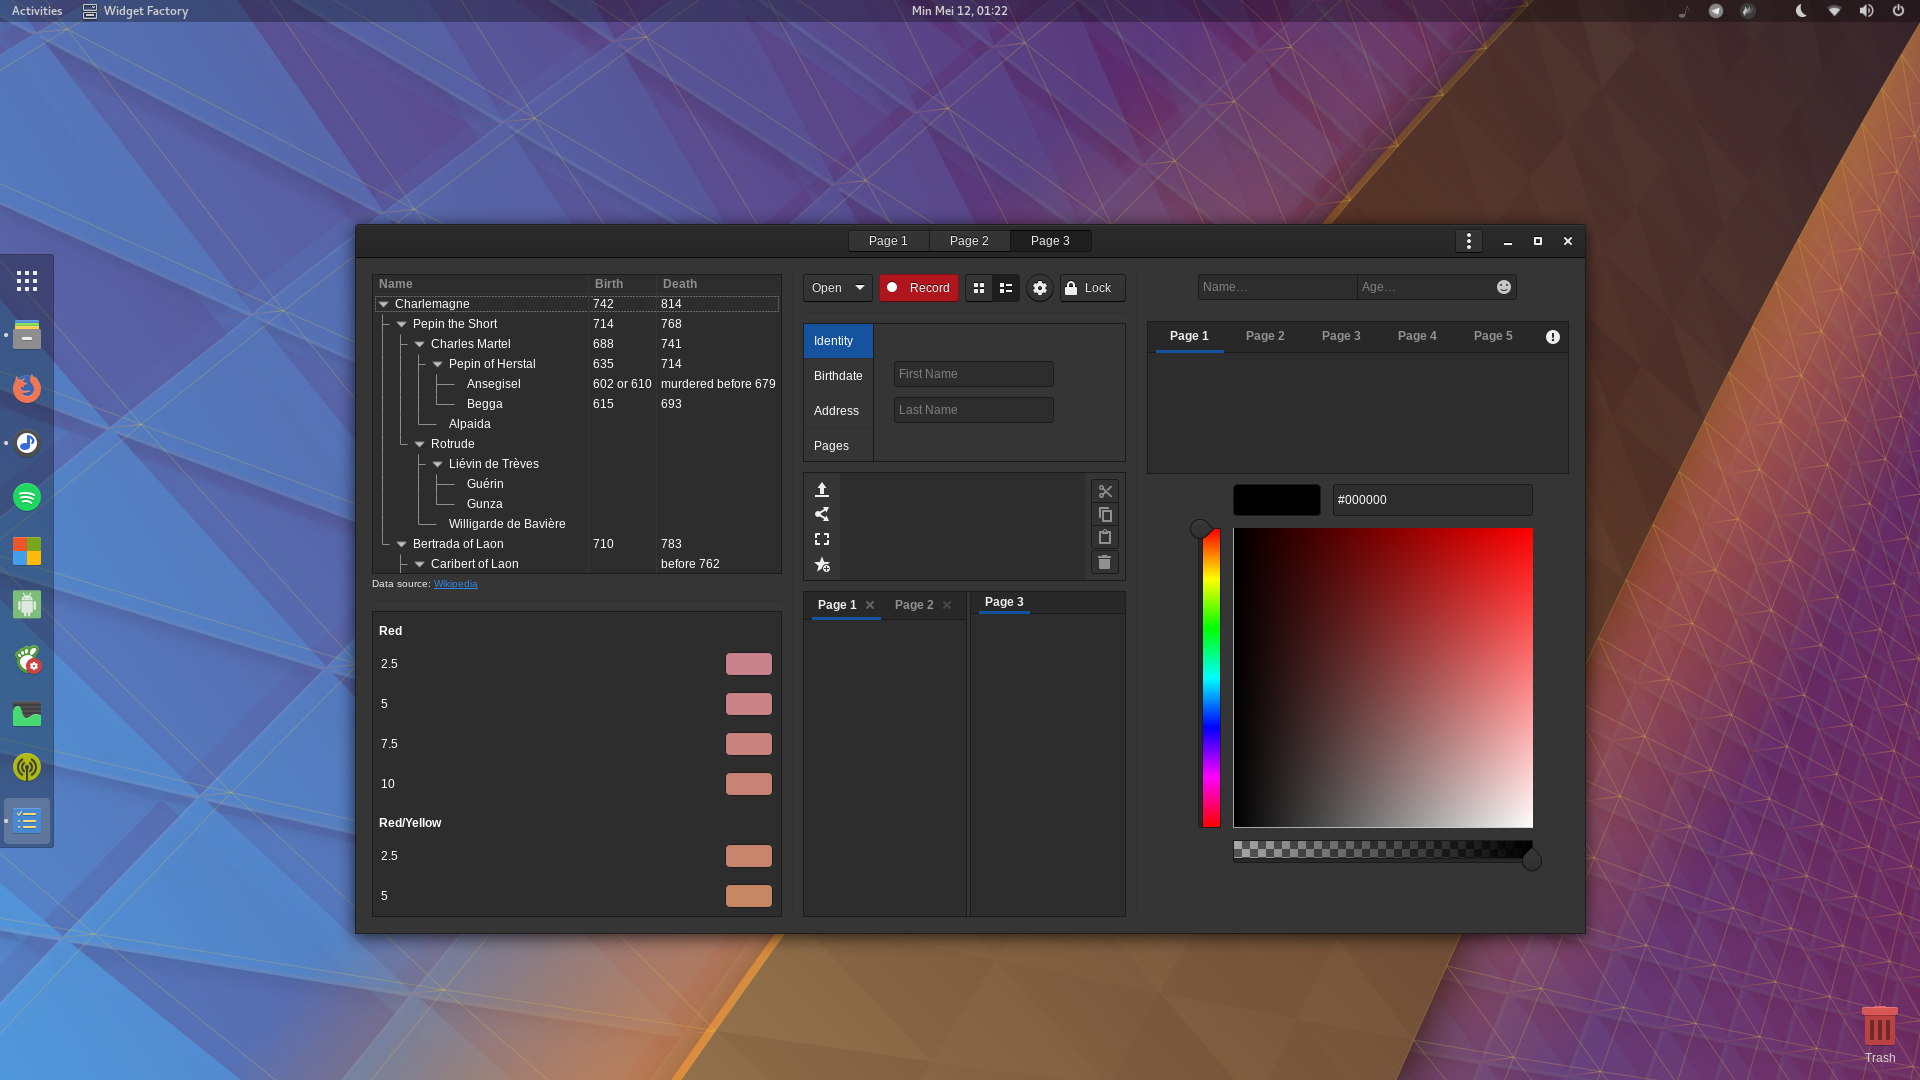 Activities Widget Factory Min Mei 12, 01:22
Page 1 Page 2 Page 3
Name Birth Death
Charlemagne 742 814
Pepin the Short 714 768
Charles Martel 688 741
Pepin of Herstal 635 714
Ansegisel 602 or 610 murdered before 679
Begga 615 693
Alpaida
Rotrude
Liévin de Trèves
Guérin
Gunza
Willigarde de Bavière
Bertrada of Laon 710 783
Caribert of Laon before 762
Data source: Wikipedia
Red
2.5
5
7.5
10
Red/Yellow
2.5
5
Open Record Lock
Identity
Birthdate
Address
Pages
First Name
Last Name
Page 1 Page 2 Page 3
Name… Age…
Page 1 Page 2 Page 3 Page 4 Page 5
#000000
Trash